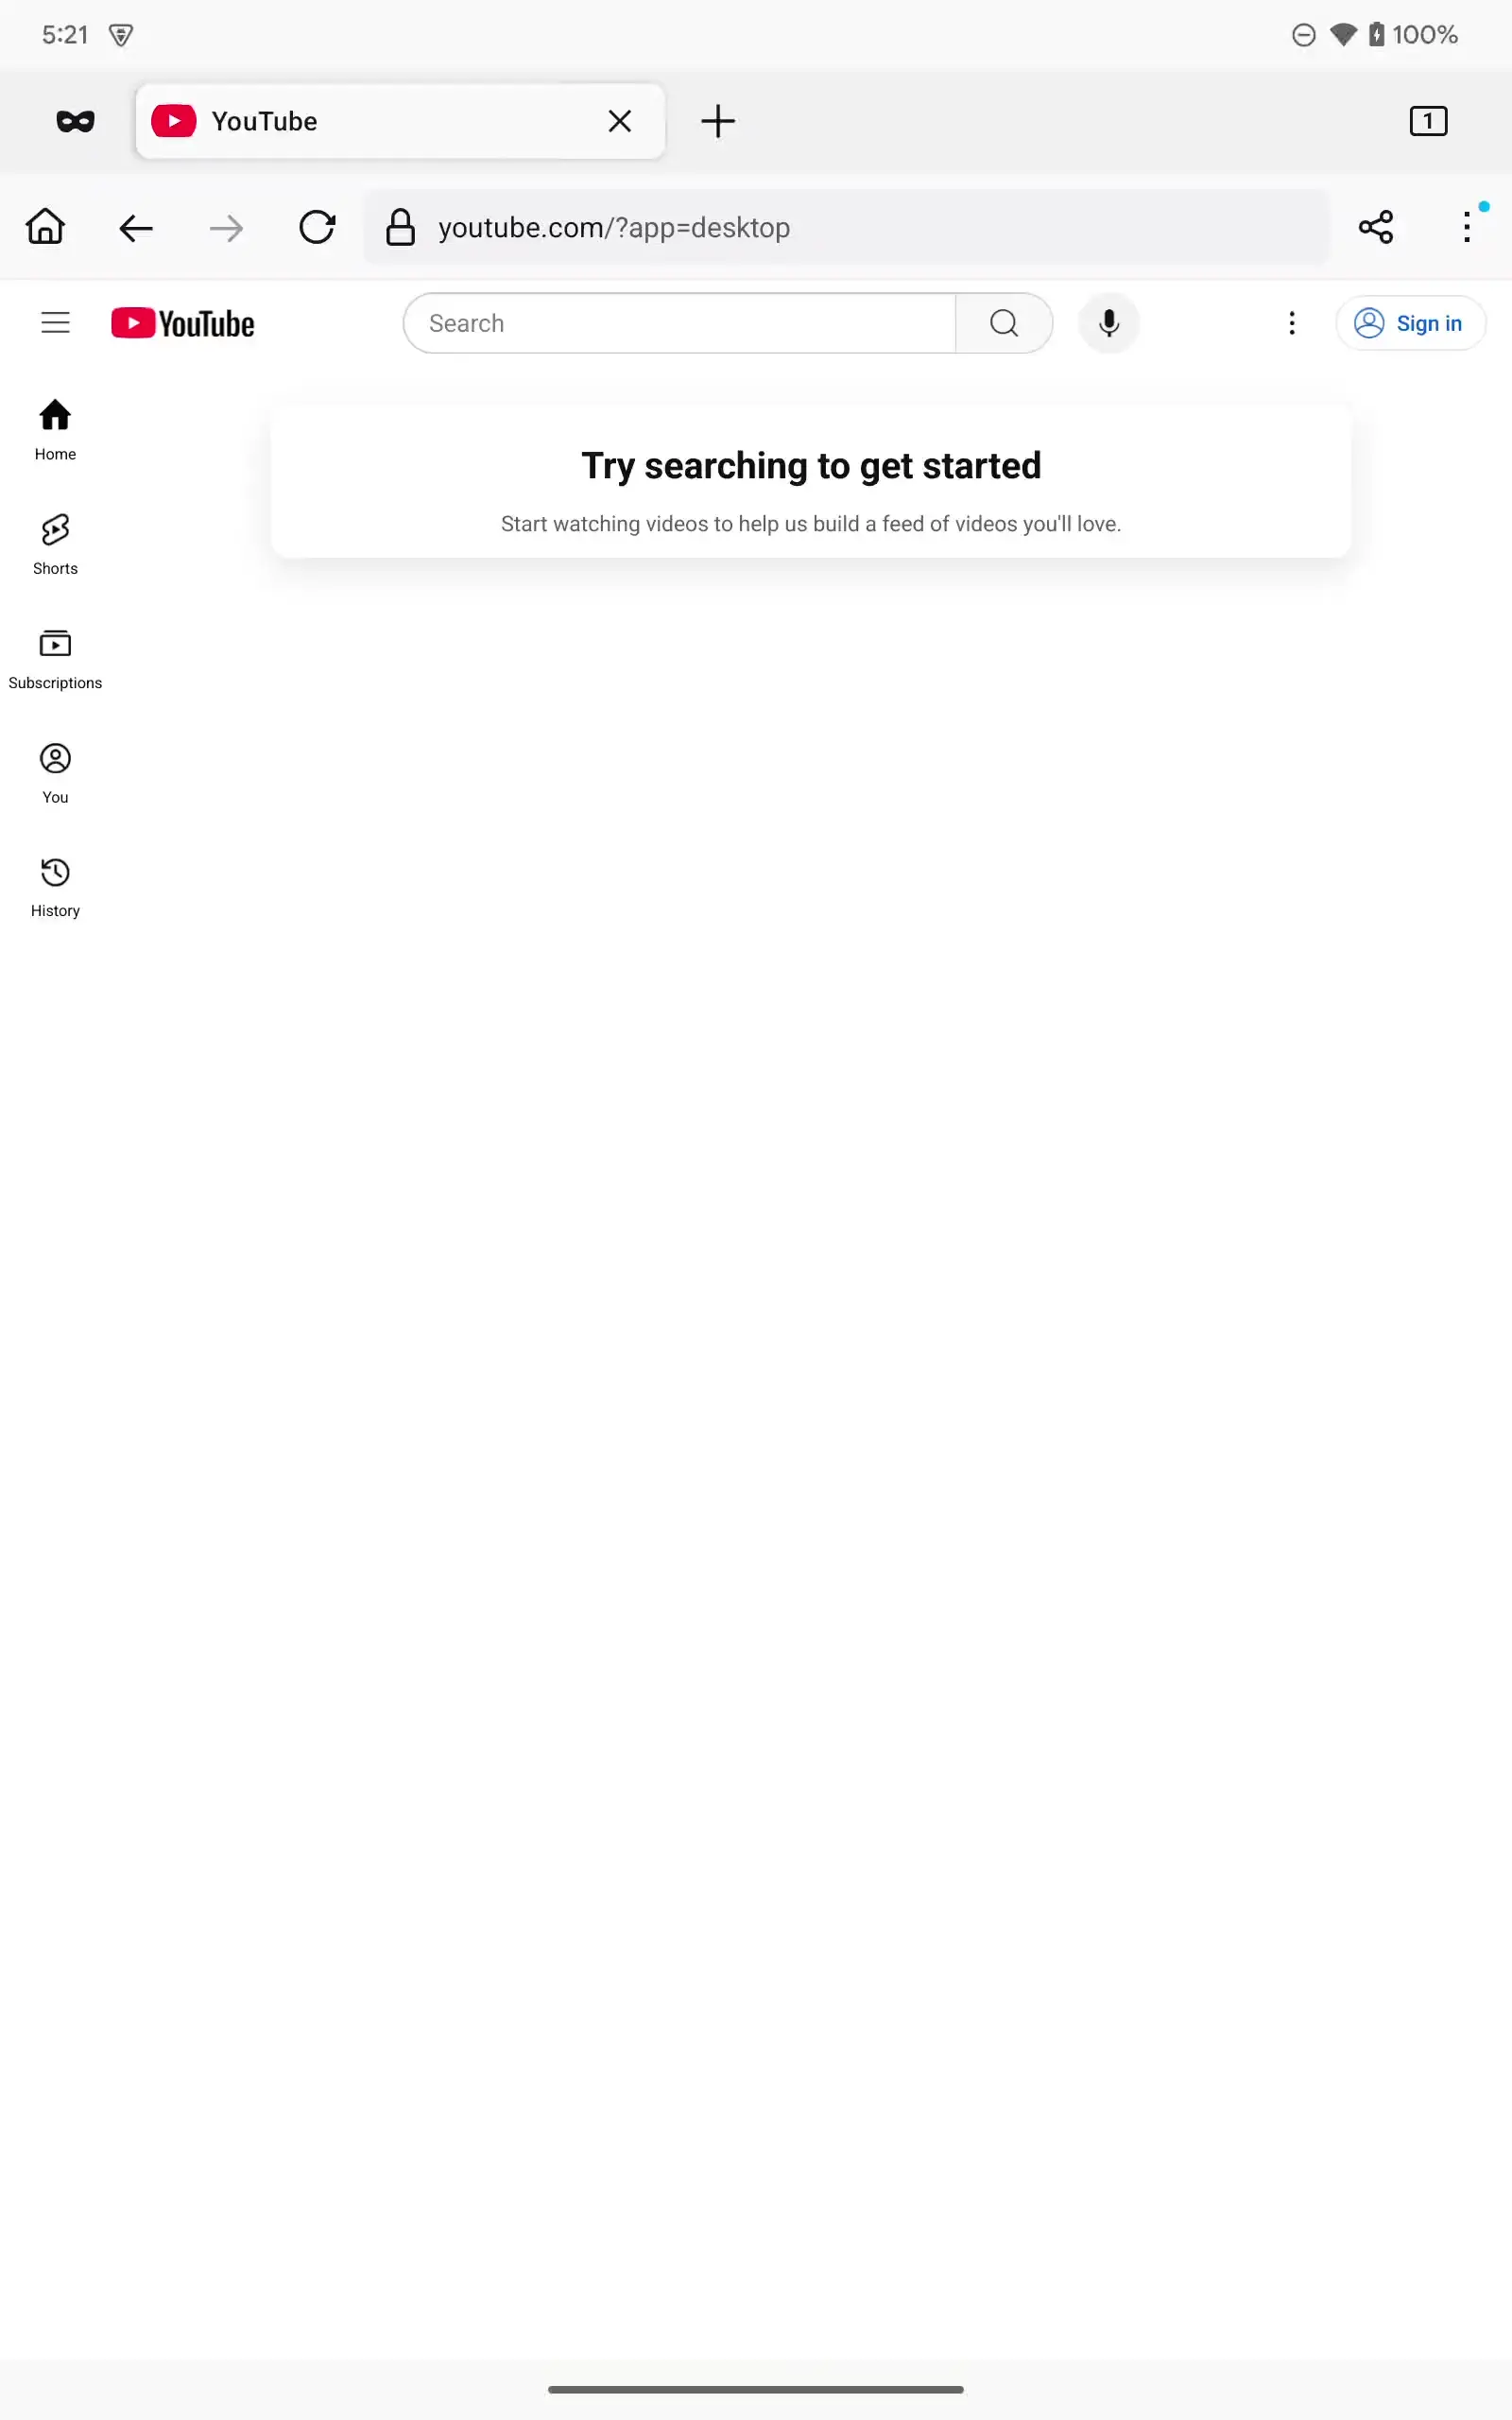 5:21
100%
YouTube
1
youtube.com/?app=desktop
YouTube
Search
Sign in
Home
Try searching to get started
Start watching videos to help us build a feed of videos you'll love.
Shorts
Subscriptions
You
History